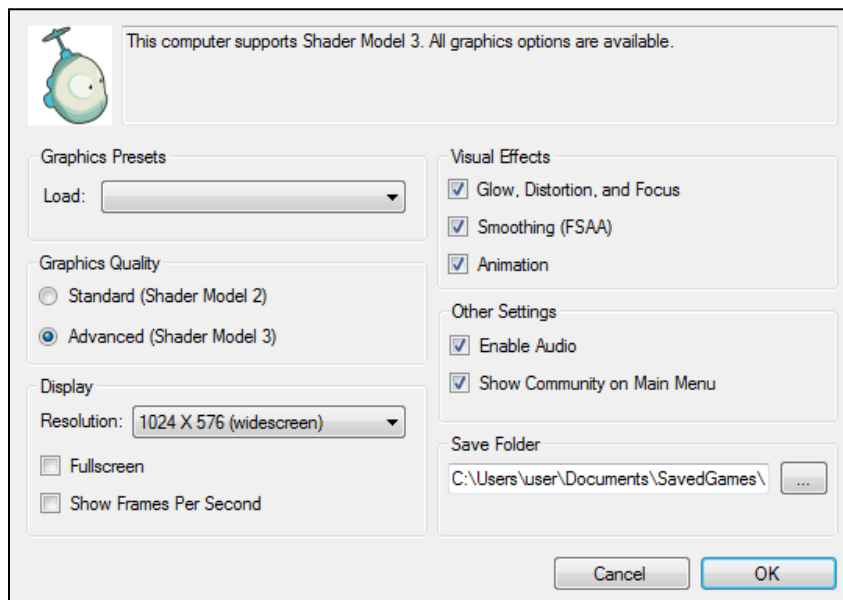 This computer supports Shader Model 3. All graphics options are available.
Graphics Presets
Load:
Graphics Quality
Standard (Shader Model 2)
Advanced (Shader Model 3)
Display
Resolution: 1024 X 576 (widescreen)
Fullscreen
Show Frames Per Second
Visual Effects
Glow, Distortion, and Focus
Smoothing (FSAA)
Animation
Other Settings
Enable Audio
Show Community on Main Menu
Save Folder
C:\Users\user\Documents\SavedGames\
...
Cancel
OK